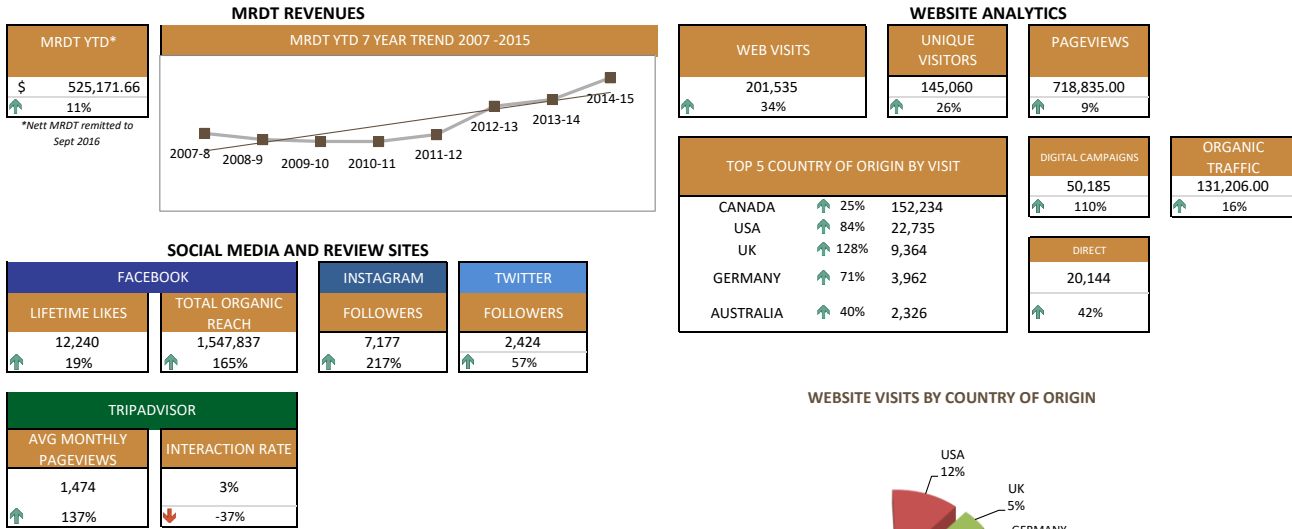 MRDT REVENUES
MRDT YTD*
$ 525,171.66
11%
*Nett MRDT remitted to
Sept 2016
MRDT YTD 7 YEAR TREND 2007 -2015
2007-8
2008-9
2009-10
2010-11
2011-12
2012-13
2013-14
2014-15
SOCIAL MEDIA AND REVIEW SITES
FACEBOOK
LIFETIME LIKES
12,240
19%
TOTAL ORGANIC
REACH
1,547,837
165%
INSTAGRAM
FOLLOWERS
7,177
217%
TWITTER
FOLLOWERS
2,424
57%
TRIPADVISOR
AVG MONTHLY
PAGEVIEWS
1,474
137%
INTERACTION RATE
3%
-37%
WEBSITE ANALYTICS
WEB VISITS
201,535
34%
UNIQUE
VISITORS
145,060
26%
PAGEVIEWS
718,835.00
9%
TOP 5 COUNTRY OF ORIGIN BY VISIT
CANADA 25% 152,234
USA 84% 22,735
UK 128% 9,364
GERMANY 71% 3,962
AUSTRALIA 40% 2,326
DIGITAL CAMPAIGNS
50,185
110%
ORGANIC
TRAFFIC
131,206.00
16%
DIRECT
20,144
42%
WEBSITE VISITS BY COUNTRY OF ORIGIN
USA
12%
UK
5%
GERMANY